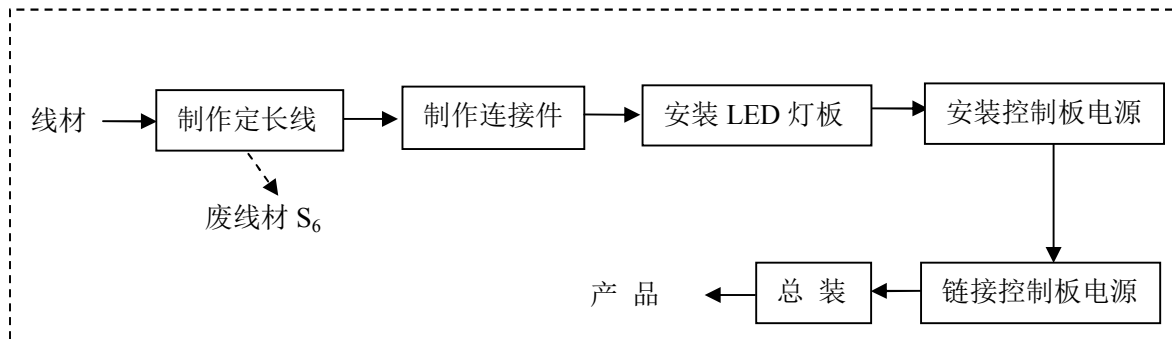 线材
制作定长线
制作连接件
安装 LED 灯板
安装控制板电源
废线材 S₆
产 品
总 装
链接控制板电源